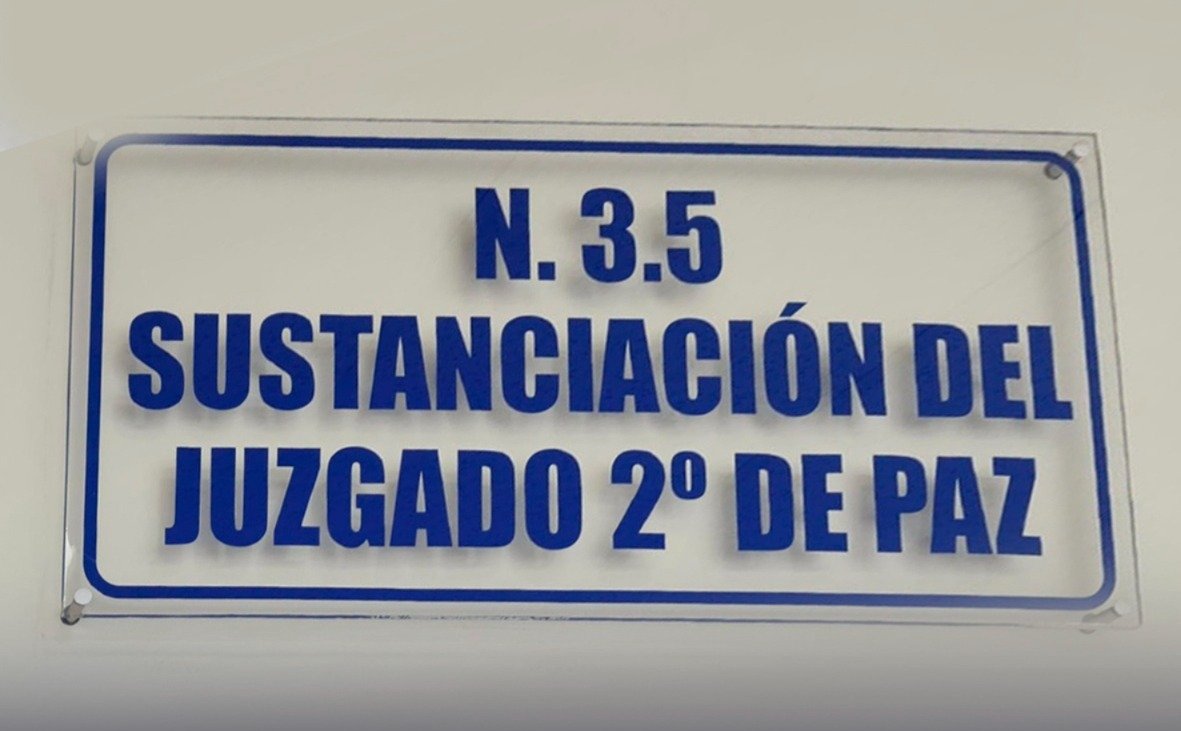 N. 3.5
SUSTANCIACIÓN DEL
JUZGADO 2º DE PAZ